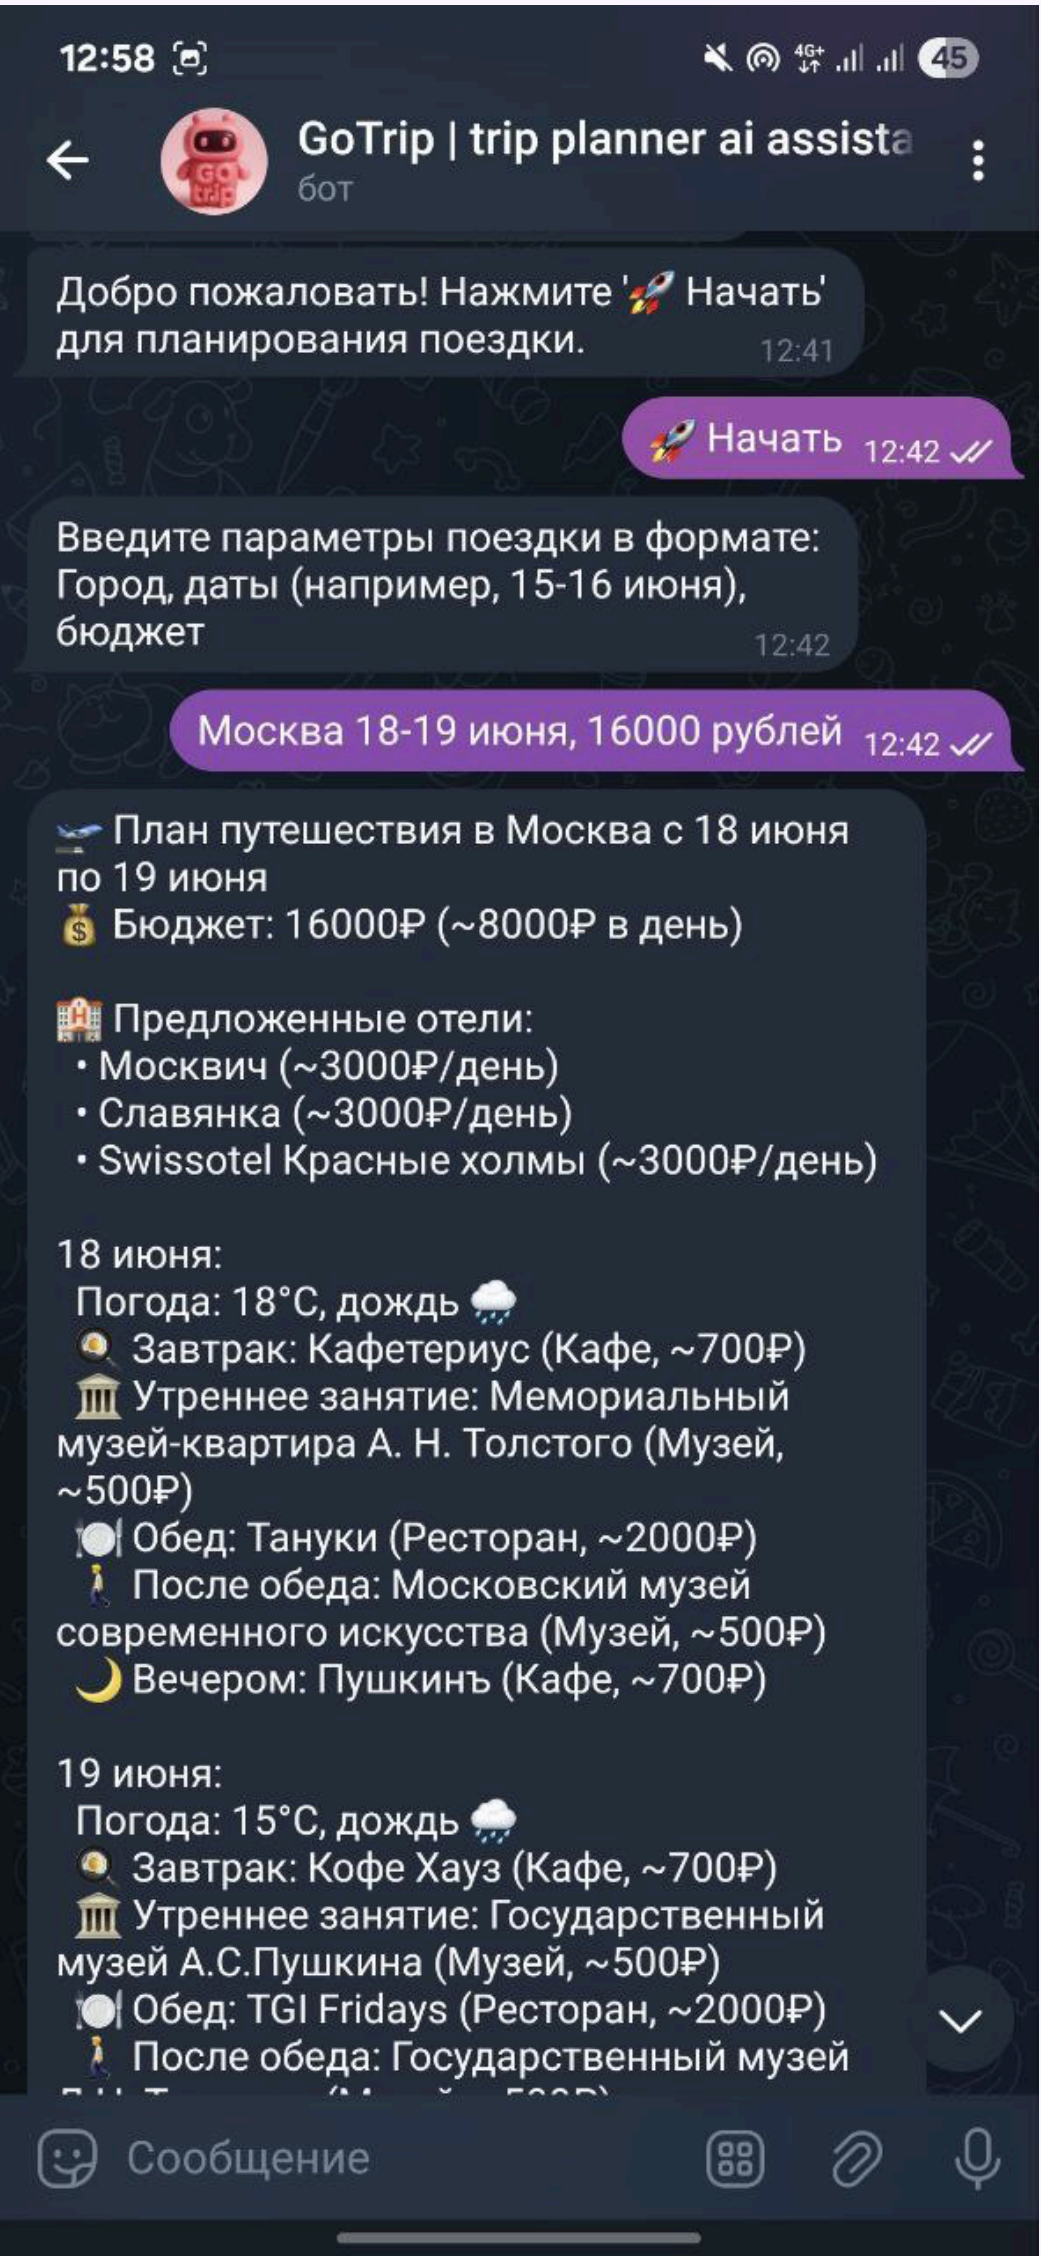 12:58
4G+
45
GoTrip | trip planner ai assista
бот
GO
trip
Добро пожаловать! Нажмите '🚀 Начать'
для планирования поездки.
12:41
🚀 Начать 12:42
Введите параметры поездки в формате:
Город, даты (например, 15-16 июня),
бюджет
12:42
Москва 18-19 июня, 16000 рублей 12:42
🛫 План путешествия в Москва с 18 июня
по 19 июня
💰 Бюджет: 16000₽ (~8000₽ в день)
🏨 Предложенные отели:
• Москвич (~3000₽/день)
• Славянка (~3000₽/день)
• Swissotel Красные холмы (~3000₽/день)
18 июня:
Погода: 18°C, дождь 🌧
🍳 Завтрак: Кафетериус (Кафе, ~700₽)
🏛 Утреннее занятие: Мемориальный
музей-квартира А. Н. Толстого (Музей,
~500₽)
🍽 Обед: Тануки (Ресторан, ~2000₽)
🚶 После обеда: Московский музей
современного искусства (Музей, ~500₽)
🌙 Вечером: Пушкинъ (Кафе, ~700₽)
19 июня:
Погода: 15°C, дождь 🌧
🍳 Завтрак: Кофе Хауз (Кафе, ~700₽)
🏛 Утреннее занятие: Государственный
музей А.С.Пушкина (Музей, ~500₽)
🍽 Обед: TGI Fridays (Ресторан, ~2000₽)
🚶 После обеда: Государственный музей
Сообщение